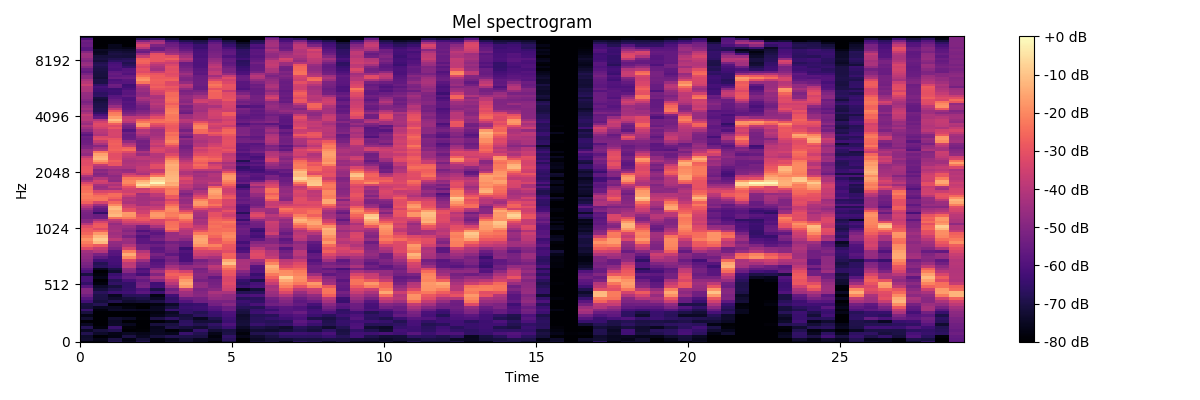 Mel spectrogram
Hz
8192
4096
2048
1024
512
0
0 5 10 15 20 25
Time
+0 dB
-10 dB
-20 dB
-30 dB
-40 dB
-50 dB
-60 dB
-70 dB
-80 dB